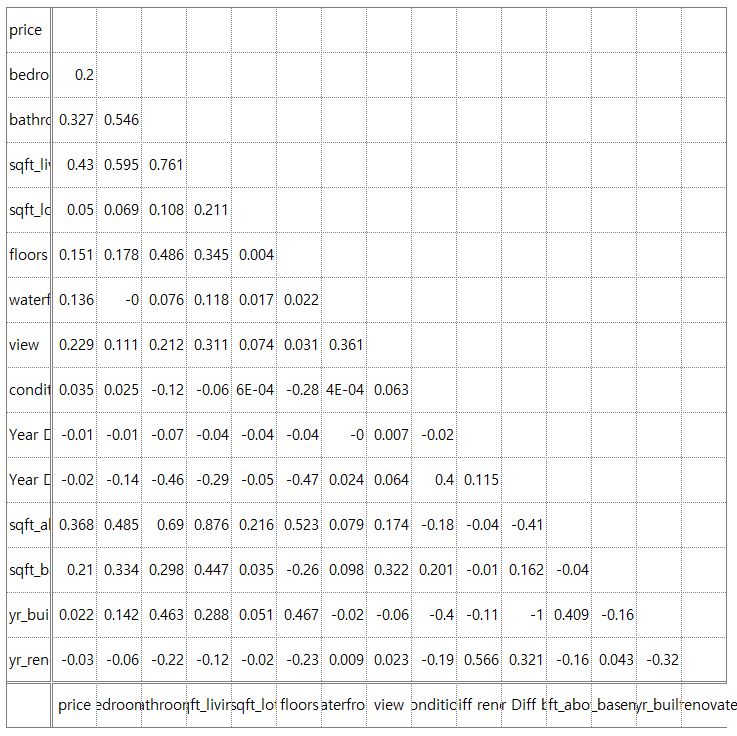 price
bedro 0.2
bathro 0.327 0.546
sqft_liv 0.43 0.595 0.761
sqft_lo 0.05 0.069 0.108 0.211
floors 0.151 0.178 0.486 0.345 0.004
waterf 0.136 -0 0.076 0.118 0.017 0.022
view 0.229 0.111 0.212 0.311 0.074 0.031 0.361
condit 0.035 0.025 -0.12 -0.06 6E-04 -0.28 4E-04 0.063
Year D -0.01 -0.01 -0.07 -0.04 -0.04 -0.04 -0 0.007 -0.02
Year D -0.02 -0.14 -0.46 -0.29 -0.05 -0.47 0.024 0.064 0.4 0.115
sqft_al 0.368 0.485 0.69 0.876 0.216 0.523 0.079 0.174 -0.18 -0.04 -0.41
sqft_b 0.21 0.334 0.298 0.447 0.035 -0.26 0.098 0.322 0.201 -0.01 0.162 -0.04
yr_bui 0.022 0.142 0.463 0.288 0.051 0.467 -0.02 -0.06 -0.4 -0.11 -1 0.409 -0.16
yr_ren -0.03 -0.06 -0.22 -0.12 -0.02 -0.23 0.009 0.023 -0.19 0.566 0.321 -0.16 0.043 -0.32
price edroom throor ft_livin sqft_lot floors aterfro view onditic iff rene r Diff b ft_abo _basem yr_built renovate